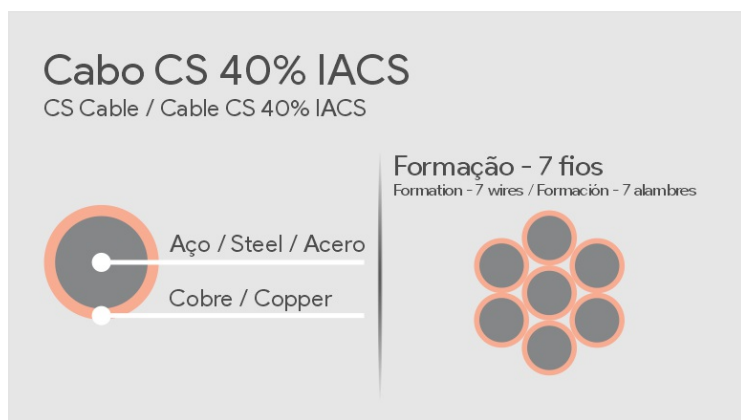 Cabo CS 40% IACS
CS Cable / Cable CS 40% IACS
Aço / Steel / Acero
Cobre / Copper
Formação - 7 fios
Formation - 7 wires / Formación - 7 alambres